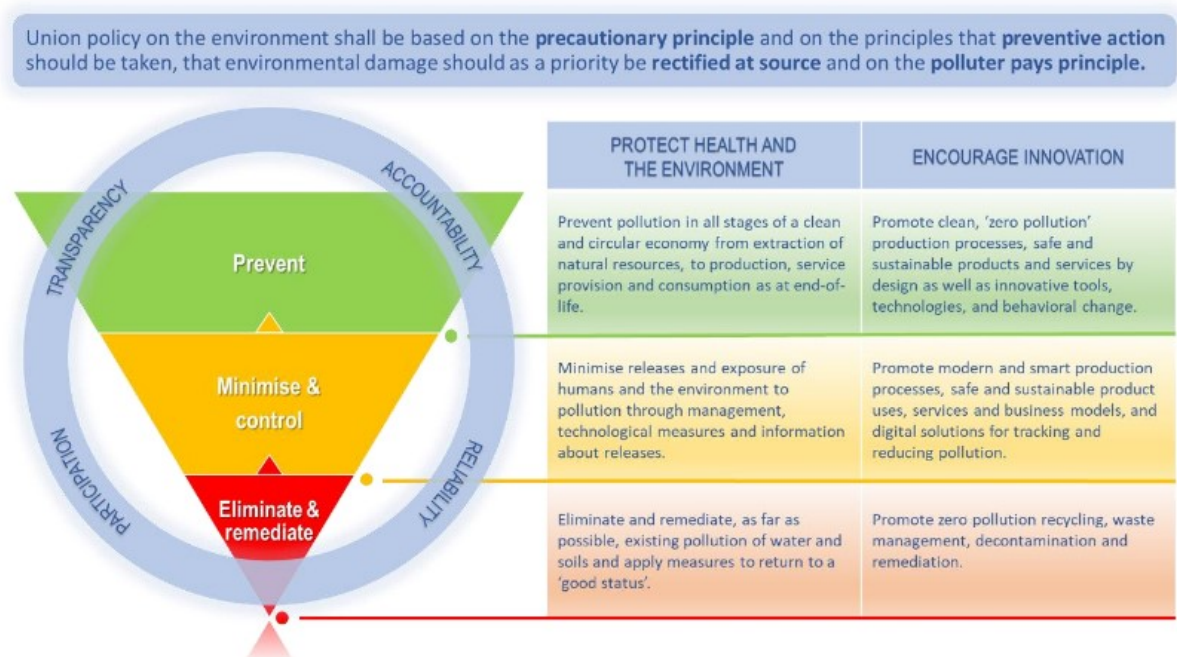 Union policy on the environment shall be based on the precautionary principle and on the principles that preventive action
should be taken, that environmental damage should as a priority be rectified at source and on the polluter pays principle.
TRANSPARENCY
ACCOUNTABILITY
PARTICIPATION
RELIABILITY
Prevent
Minimise &
control
Eliminate &
remediate
PROTECT HEALTH AND
THE ENVIRONMENT
ENCOURAGE INNOVATION
Prevent pollution in all stages of a clean
and circular economy from extraction of
natural resources, to production, service
provision and consumption as at end-of-
life.
Promote clean, ‘zero pollution’
production processes, safe and
sustainable products and services by
design as well as innovative tools,
technologies, and behavioral change.
Minimise releases and exposure of
humans and the environment to
pollution through management,
technological measures and information
about releases.
Promote modern and smart production
processes, safe and sustainable product
uses, services and business models, and
digital solutions for tracking and
reducing pollution.
Eliminate and remediate, as far as
possible, existing pollution of water and
soils and apply measures to return to a
‘good status’.
Promote zero pollution recycling, waste
management, decontamination and
remediation.